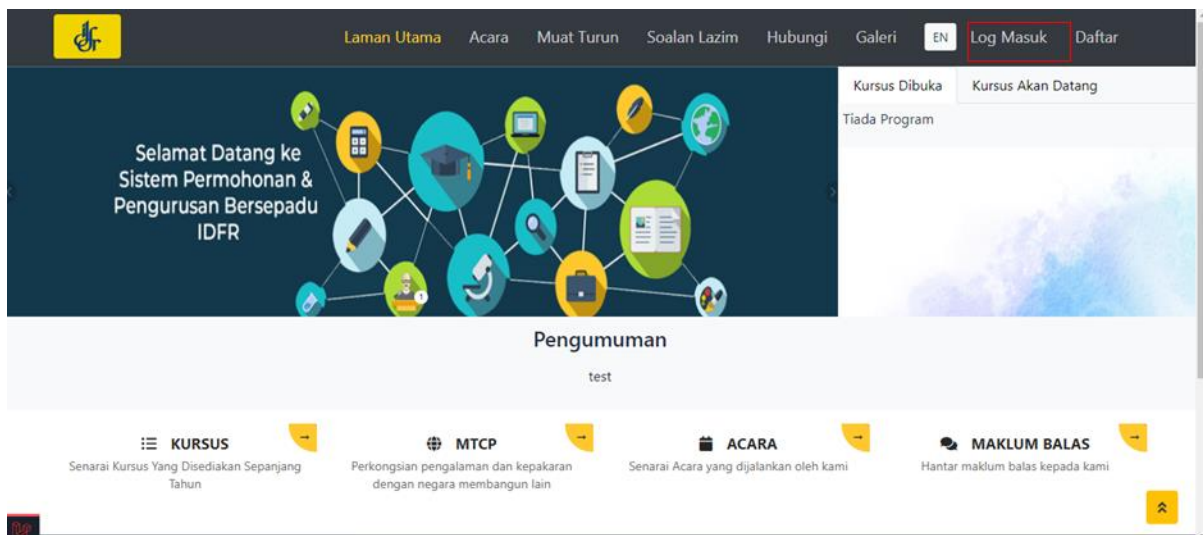 idfr
Laman Utama Acara Muat Turun Soalan Lazim Hubungi Galeri EN Log Masuk Daftar
Kursus Dibuka Kursus Akan Datang
Tiada Program
Selamat Datang ke
Sistem Permohonan &
Pengurusan Bersepadu
IDFR
1
Pengumuman
test
KURSUS
Senarai Kursus Yang Disediakan Sepanjang
Tahun
MTCP
Perkongsian pengalaman dan kepakaran
dengan negara membangun lain
ACARA
Senarai Acara yang dijalankan oleh kami
MAKLUM BALAS
Hantar maklum balas kepada kami